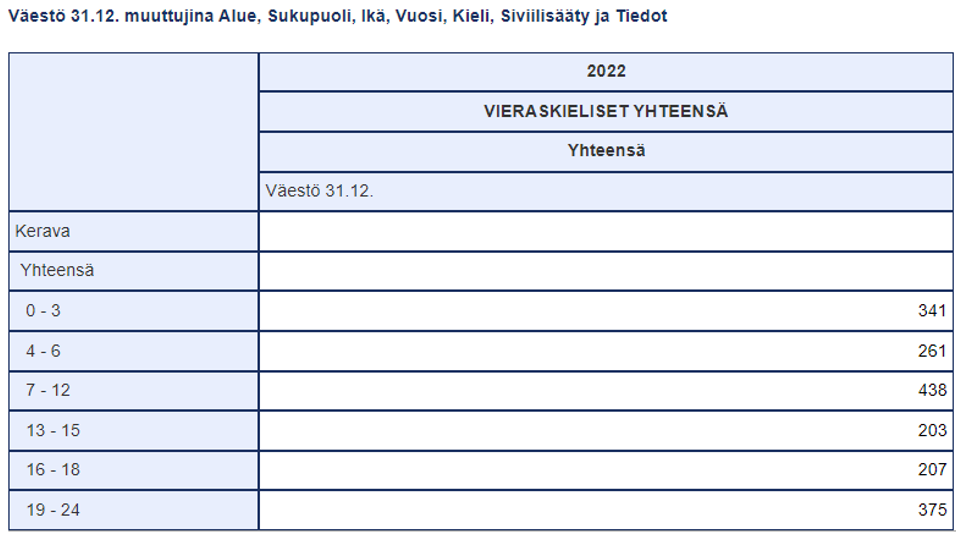 Väestö 31.12. muuttujina Alue, Sukupuoli, Ikä, Vuosi, Kieli, Siviilisääty ja Tiedot
2022
VIERASKIELISET YHTEENSÄ
Yhteensä
Väestö 31.12.
Kerava
Yhteensä
0 - 3 341
4 - 6 261
7 - 12 438
13 - 15 203
16 - 18 207
19 - 24 375